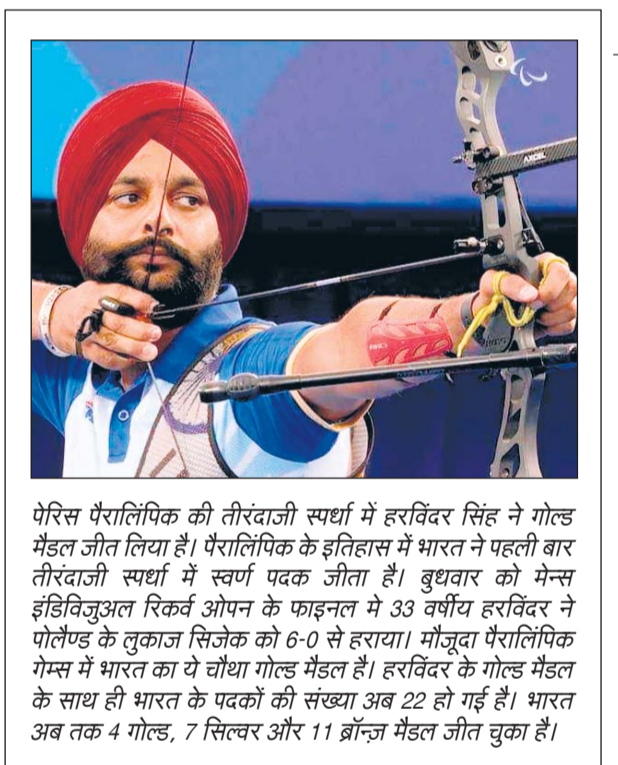 AXCEL
पेरिस पैरालिंपिक की तीरंदाजी स्पर्धा में हरविंदर सिंह ने गोल्ड
मैडल जीत लिया है। पैरालिंपिक के इतिहास में भारत ने पहली बार
तीरंदाजी स्पर्धा में स्वर्ण पदक जीता है। बुधवार को मेन्स
इंडिविजुअल रिकर्व ओपन के फाइनल मे 33 वर्षीय हरविंदर ने
पोलैण्ड के लुकाज सिजेक को 6-0 से हराया। मौजूदा पैरालिंपिक
गेम्स में भारत का ये चौथा गोल्ड मैडल है। हरविंदर के गोल्ड मैडल
के साथ ही भारत के पदकों की संख्या अब 22 हो गई है। भारत
अब तक 4 गोल्ड, 7 सिल्वर और 11 ब्रॉन्ज़ मैडल जीत चुका है।